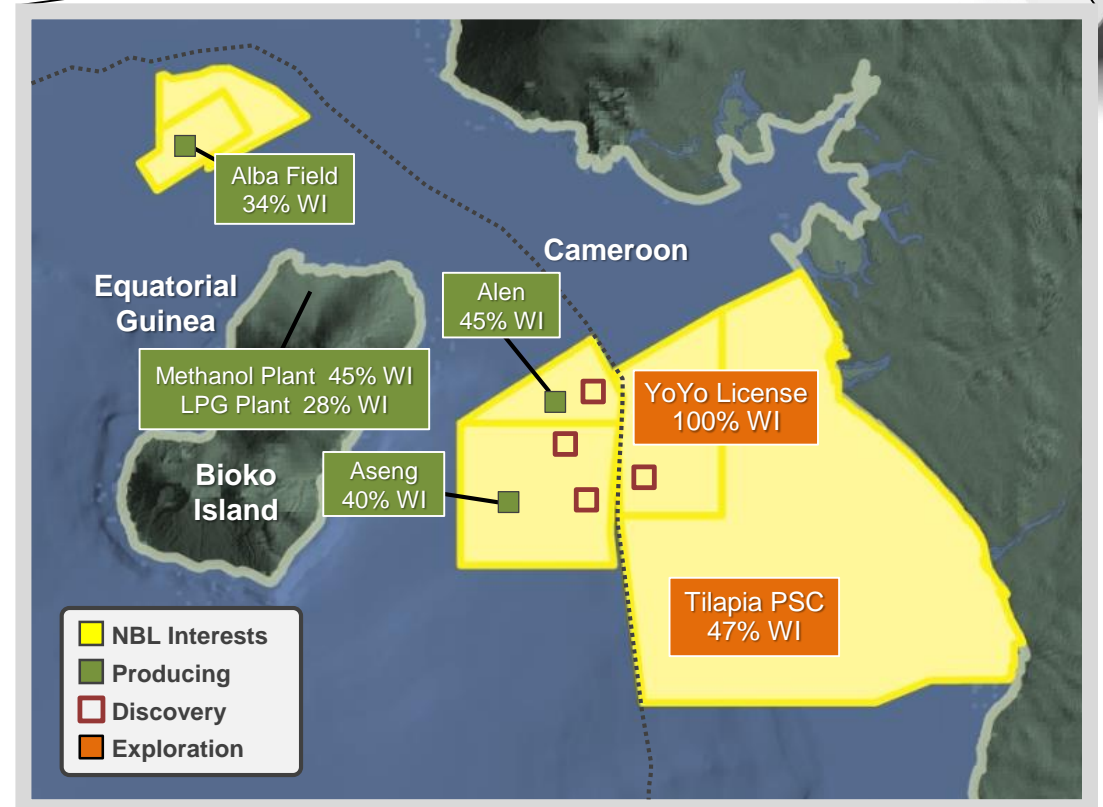 Alba Field
34% WI
Cameroon
Equatorial
Guinea
Alen
45% WI
Methanol Plant 45% WI
LPG Plant 28% WI
YoYo License
100% WI
Bioko
Island
Aseng
40% WI
Tilapia PSC
47% WI
NBL Interests
Producing
Discovery
Exploration